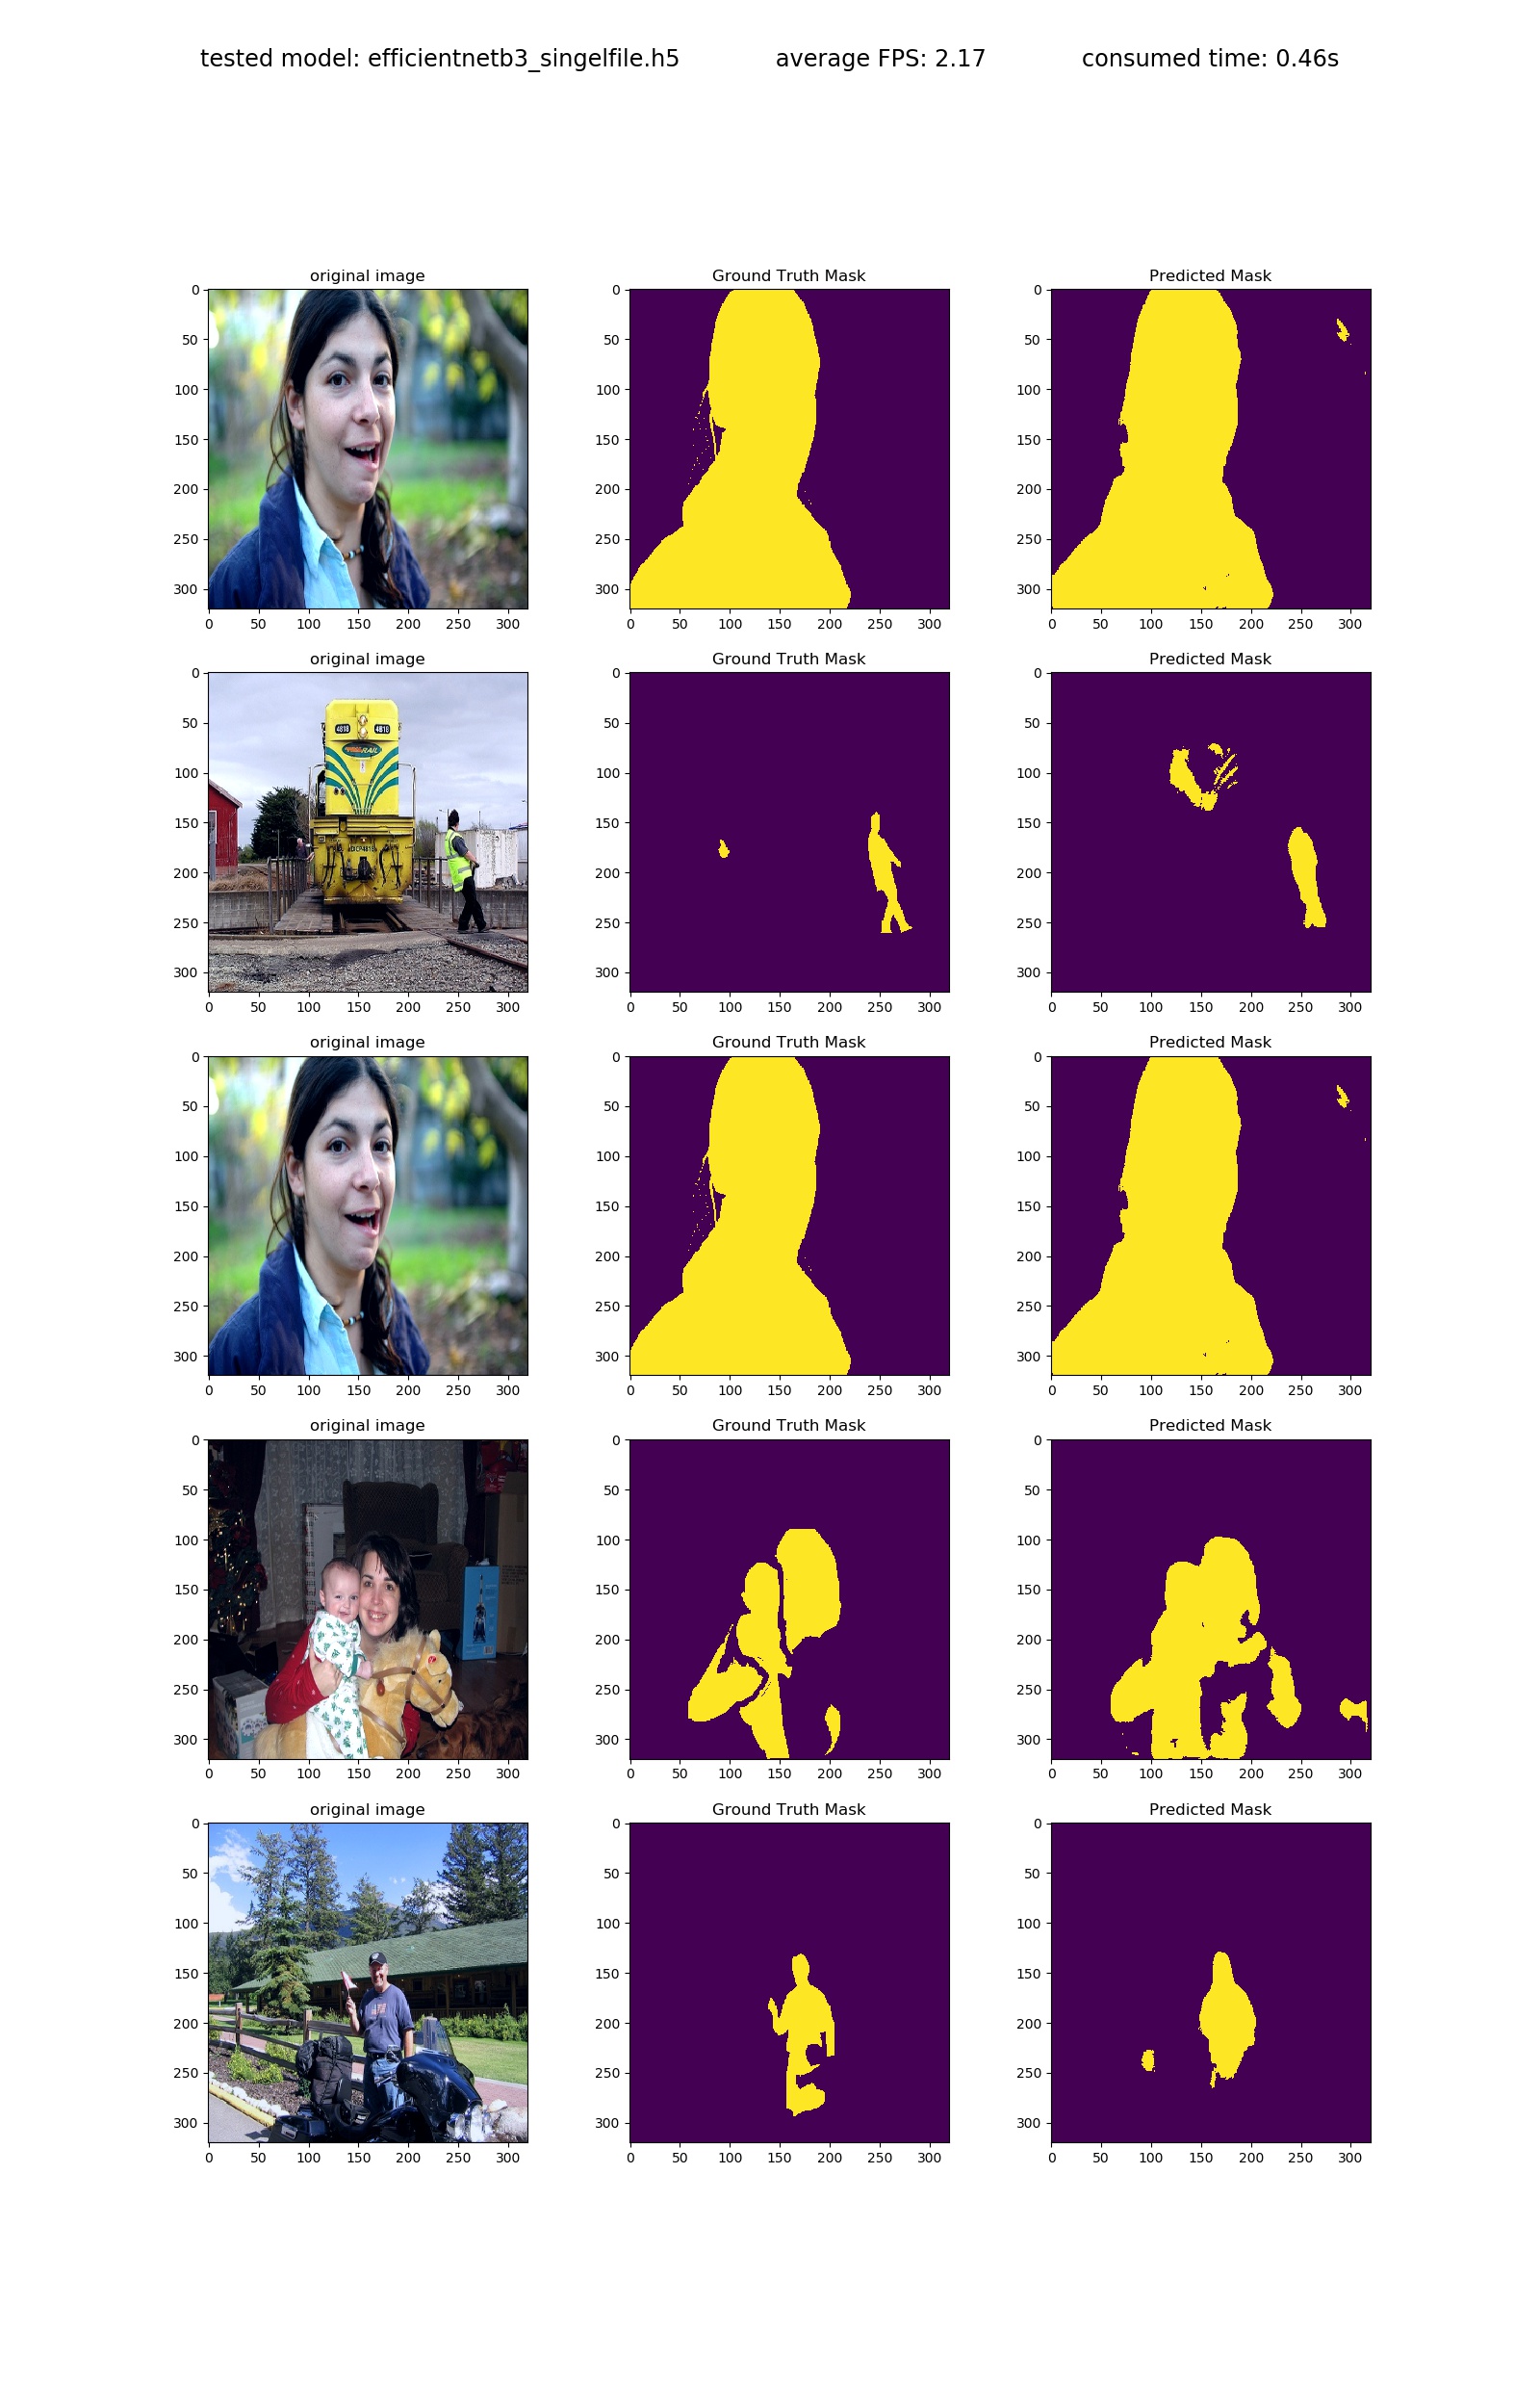 tested model: efficientnetb3_singelfile.h5 average FPS: 2.17 consumed time: 0.46s
original image Ground Truth Mask Predicted Mask
0 0 0
50 50 50
100 100 100
150 150 150
200 200 200
250 250 250
300 300 300
0 50 100 150 200 250 300 0 50 100 150 200 250 300 0 50 100 150 200 250 300
original image Ground Truth Mask Predicted Mask
0 0 0
50 4818 4818 50 50
100 100 100
150 150 150
200 200 200
250 250 250
300 300 300
0 50 100 150 200 250 300 0 50 100 150 200 250 300 0 50 100 150 200 250 300
original image Ground Truth Mask Predicted Mask
0 0 0
50 50 50
100 100 100
150 150 150
200 200 200
250 250 250
300 300 300
0 50 100 150 200 250 300 0 50 100 150 200 250 300 0 50 100 150 200 250 300
original image Ground Truth Mask Predicted Mask
0 0 0
50 50 50
100 100 100
150 150 150
200 200 200
250 250 250
300 300 300
0 50 100 150 200 250 300 0 50 100 150 200 250 300 0 50 100 150 200 250 300
original image Ground Truth Mask Predicted Mask
0 0 0
50 50 50
100 100 100
150 150 150
200 200 200
250 250 250
300 300 300
0 50 100 150 200 250 300 0 50 100 150 200 250 300 0 50 100 150 200 250 300